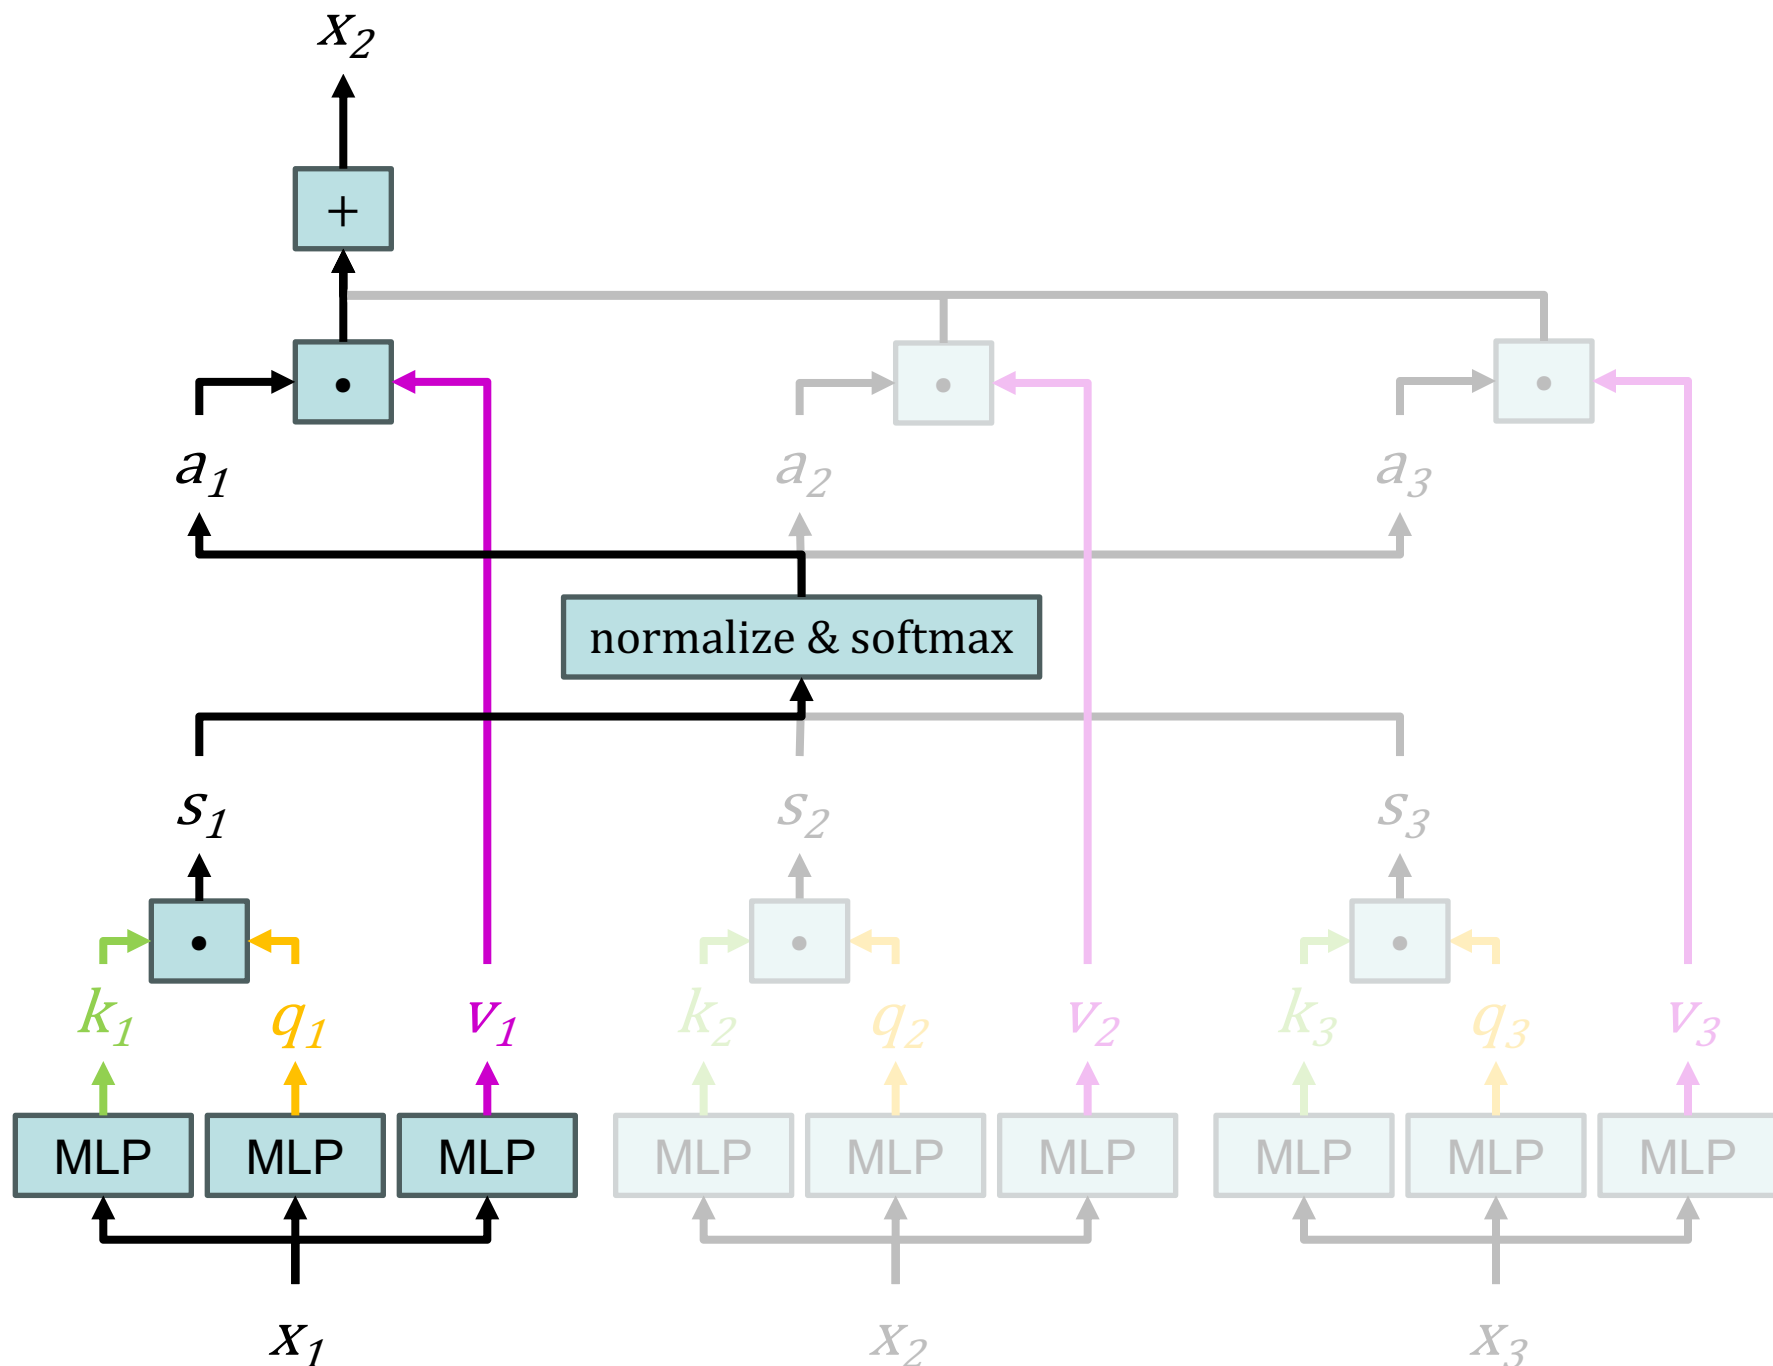 x₂
+
• • •
a₁ a₂ a₃
normalize & softmax
s₁ s₂ s₃
• • •
k₁ q₁ v₁ k₂ q₂ v₂ k₃ q₃ v₃
MLP MLP MLP MLP MLP MLP MLP MLP MLP
x₁ x₂ x₃